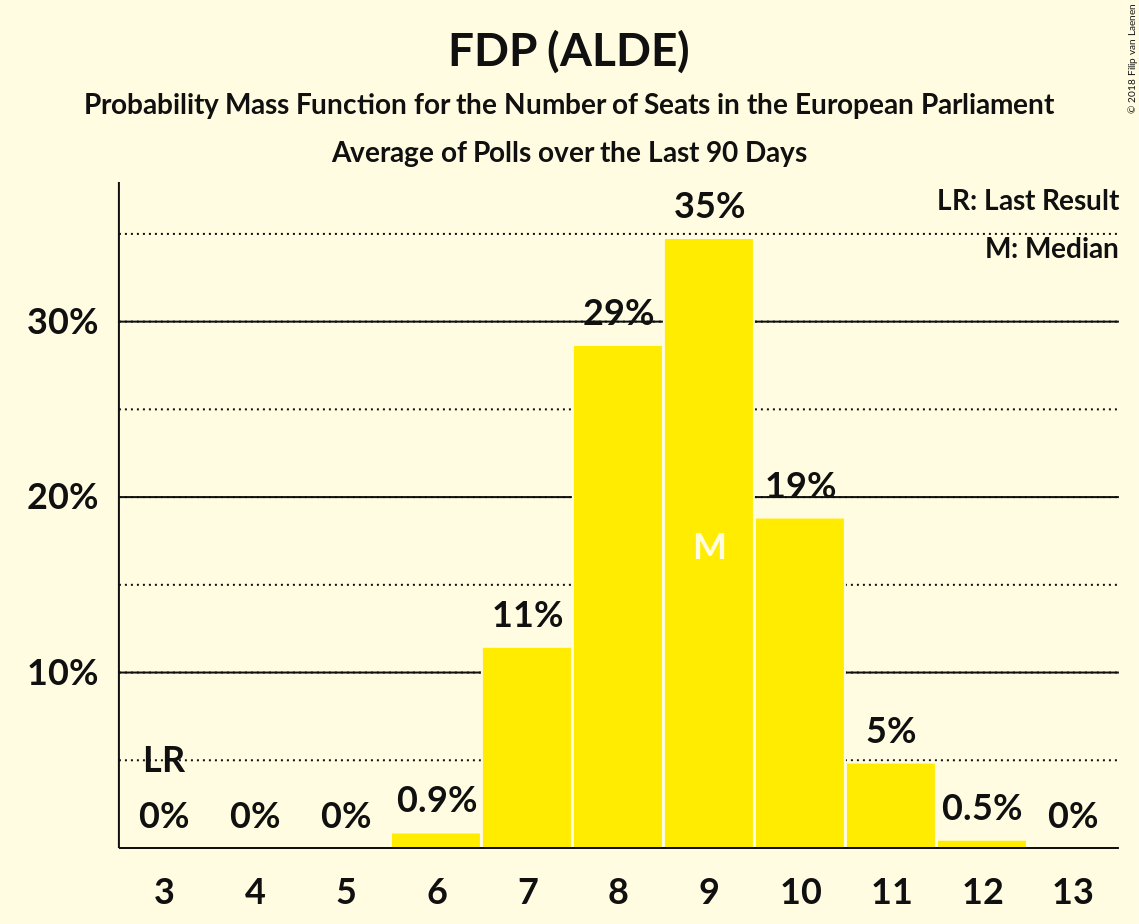 FDP (ALDE)
Probability Mass Function for the Number of Seats in the European Parliament
Average of Polls over the Last 90 Days
© 2018 Filip van Laenen
LR: Last Result
M: Median
35%
30%
29%
20%
19%
M
11%
10%
5%
LR
0%
0%
0%
0.9%
0.5%
0%
3 4 5 6 7 8 9 10 11 12 13